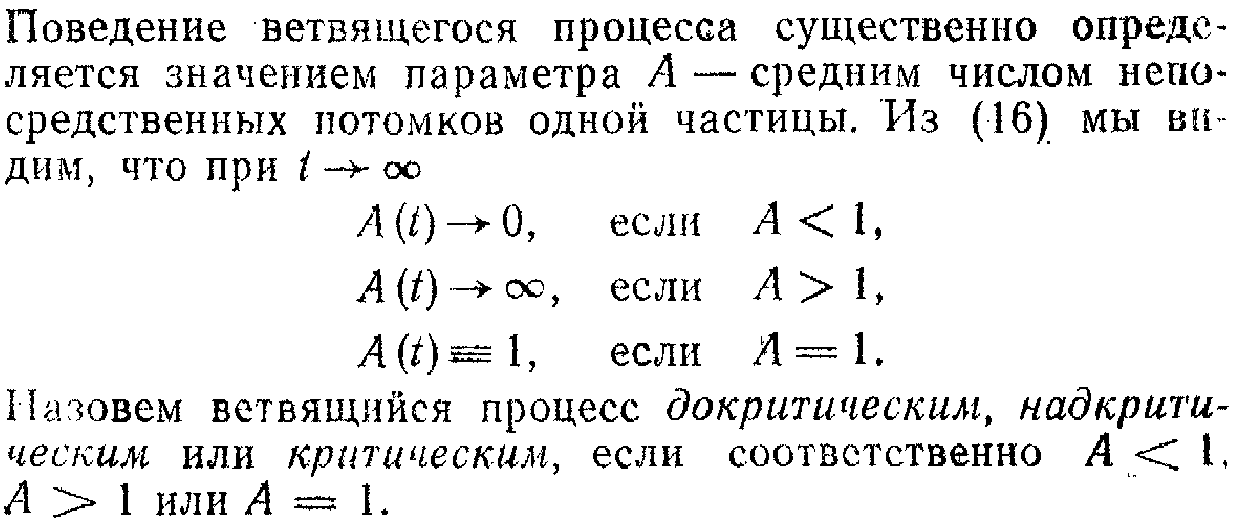 Поведение ветвящегося процесса существенно опреде-
ляется значением параметра A — средним числом непо-
средственных потомков одной частицы. Из (16) мы ви-
дим, что при t → ∞
A (t) → 0, если A < 1,
A (t) → ∞, если A > 1,
A (t) ≡ 1, если A = 1.
Назовем ветвящийся процесс докритическим, надкрити-
ческим или критическим, если соответственно A < 1,
A > 1 или A = 1.